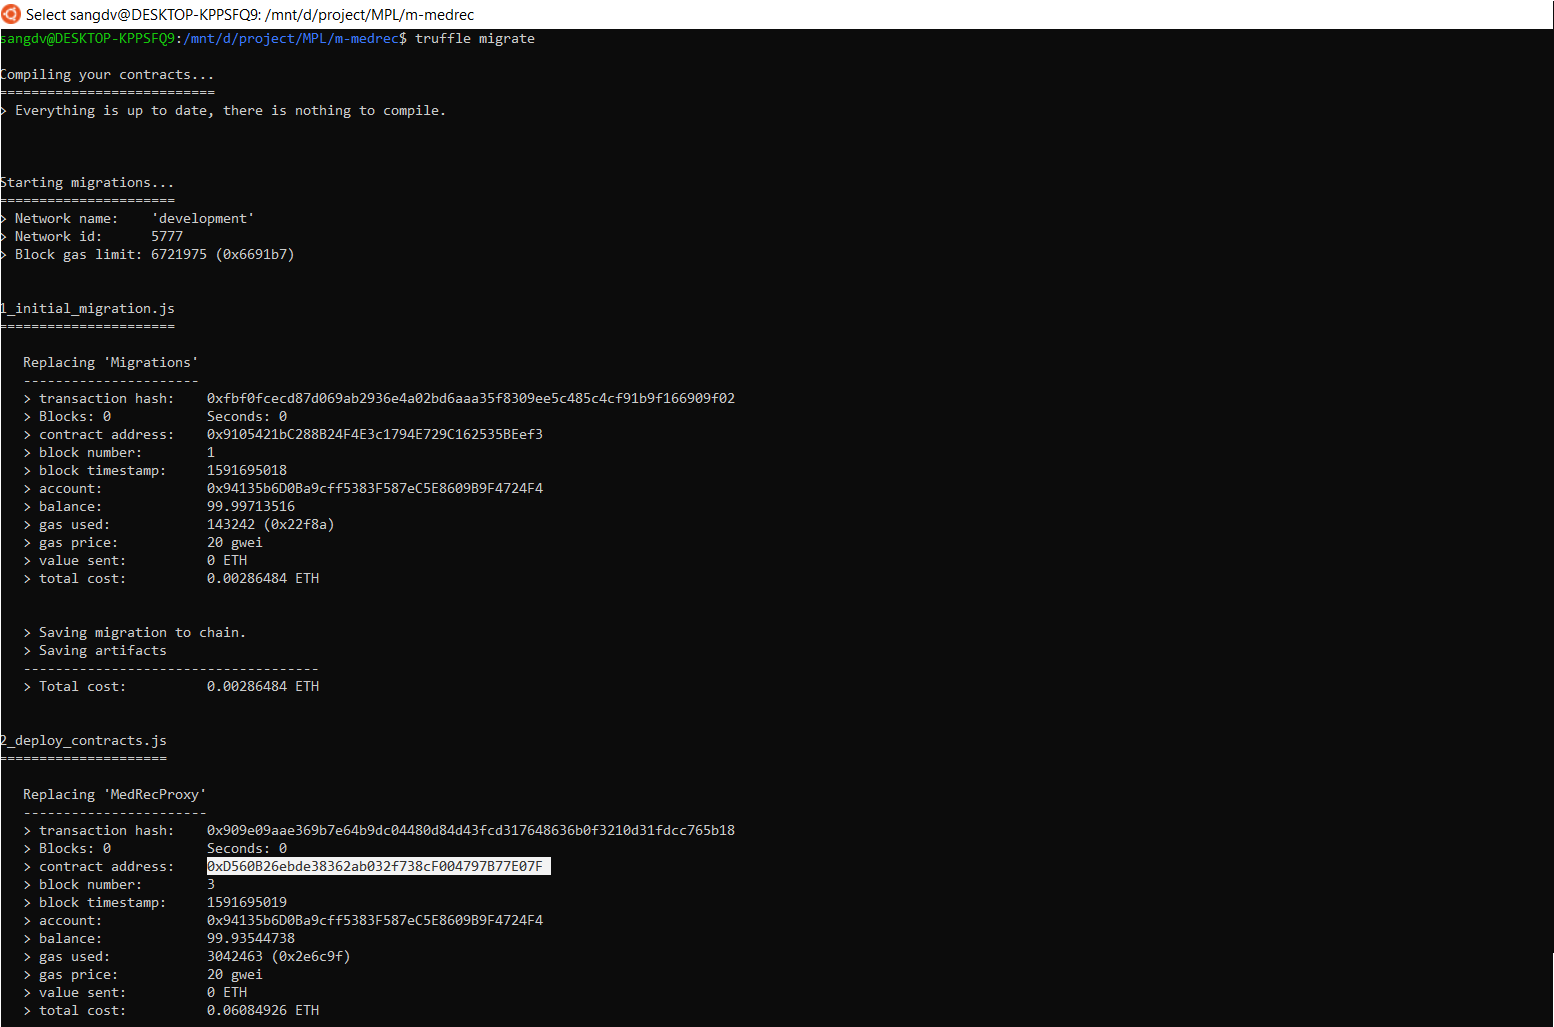 Select sangdv@DESKTOP-KPPSFQ9: /mnt/d/project/MPL/m-medrec
sangdv@DESKTOP-KPPSFQ9:/mnt/d/project/MPL/m-medrec$ truffle migrate
Compiling your contracts...
===========================
> Everything is up to date, there is nothing to compile.
Starting migrations...
======================
> Network name:    'development'
> Network id:      5777
> Block gas limit: 6721975 (0x6691b7)
1_initial_migration.js
======================
Replacing 'Migrations'
----------------------
> transaction hash:    0xfbf0fcecd87d069ab2936e4a02bd6aaa35f8309ee5c485c4cf91b9f166909f02
> Blocks: 0            Seconds: 0
> contract address:    0x9105421bC288B24F4E3c1794E729C162535BEef3
> block number:        1
> block timestamp:     1591695018
> account:             0x94135b6D0Ba9cff5383F587eC5E8609B9F4724F4
> balance:             99.99713516
> gas used:            143242 (0x22f8a)
> gas price:           20 gwei
> value sent:          0 ETH
> total cost:          0.00286484 ETH
> Saving migration to chain.
> Saving artifacts
-------------------------------------
> Total cost:          0.00286484 ETH
2_deploy_contracts.js
=====================
Replacing 'MedRecProxy'
-----------------------
> transaction hash:    0x909e09aae369b7e64b9dc04480d84d43fcd317648636b0f3210d31fdcc765b18
> Blocks: 0            Seconds: 0
> contract address:    0xD560B26ebde38362ab032f738cF004797B77E07F
> block number:        3
> block timestamp:     1591695019
> account:             0x94135b6D0Ba9cff5383F587eC5E8609B9F4724F4
> balance:             99.93544738
> gas used:            3042463 (0x2e6c9f)
> gas price:           20 gwei
> value sent:          0 ETH
> total cost:          0.06084926 ETH